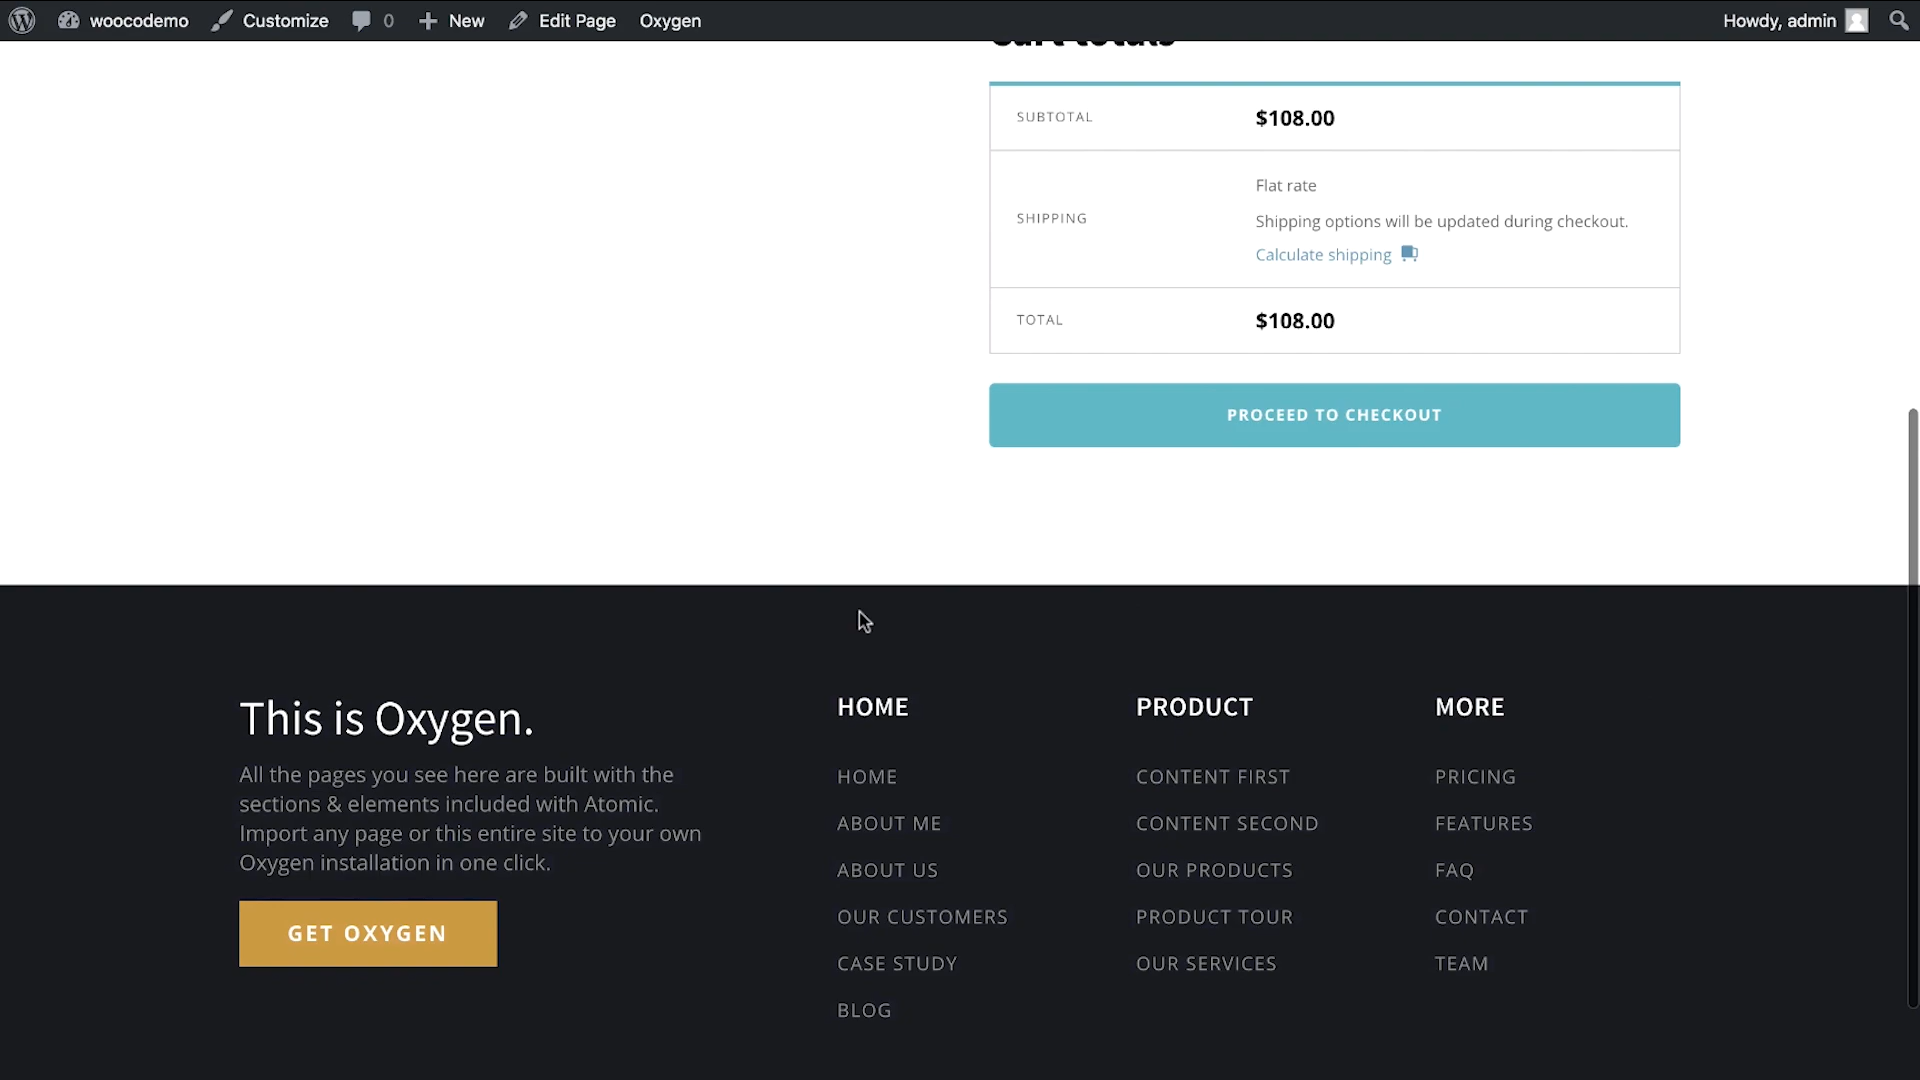 woocodemo Customize 0 New Edit Page Oxygen Howdy, admin
Cart totals
SUBTOTAL $108.00
SHIPPING
Flat rate
Shipping options will be updated during checkout.
Calculate shipping
TOTAL $108.00
PROCEED TO CHECKOUT
This is Oxygen.
All the pages you see here are built with the
sections & elements included with Atomic.
Import any page or this entire site to your own
Oxygen installation in one click.
GET OXYGEN
HOME
HOME
ABOUT ME
ABOUT US
OUR CUSTOMERS
CASE STUDY
BLOG
PRODUCT
CONTENT FIRST
CONTENT SECOND
OUR PRODUCTS
PRODUCT TOUR
OUR SERVICES
MORE
PRICING
FEATURES
FAQ
CONTACT
TEAM